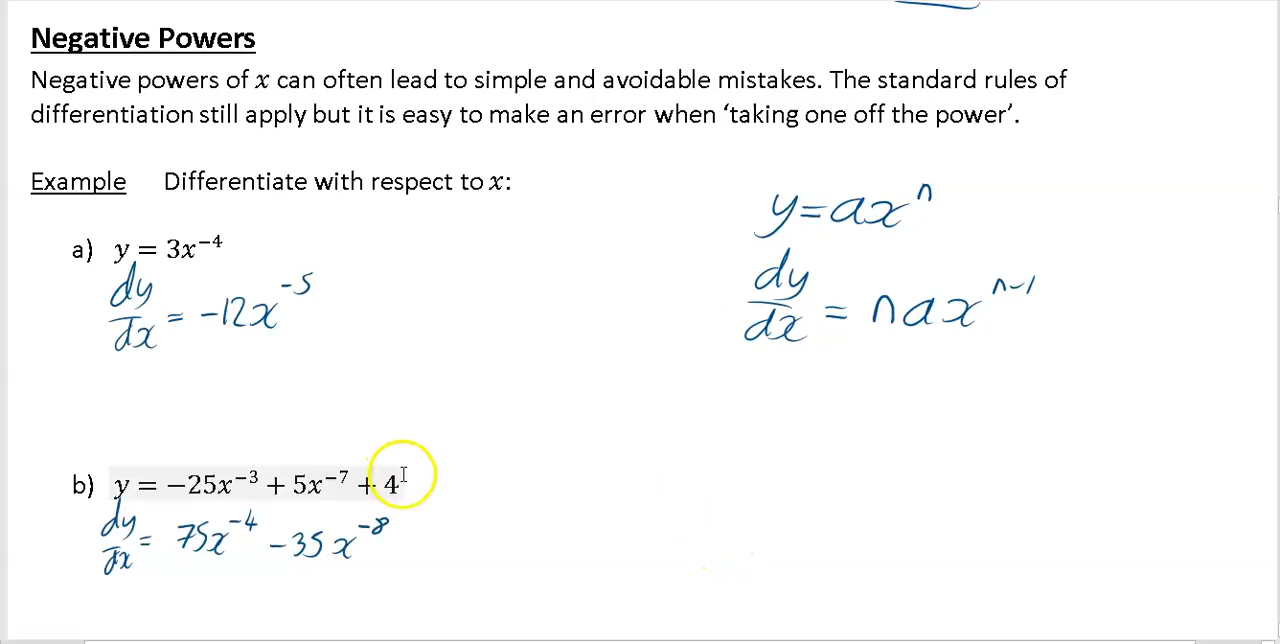 Negative Powers
Negative powers of x can often lead to simple and avoidable mistakes. The standard rules of
differentiation still apply but it is easy to make an error when ‘taking one off the power’.
Example Differentiate with respect to x:
y=axⁿ
a) y = 3x⁻⁴
dy/dx = -12x⁻⁵
dy/dx = naxⁿ⁻¹
b) y = −25x⁻³ + 5x⁻⁷ + 4
dy/dx = 75x⁻⁴ - 35x⁻⁸